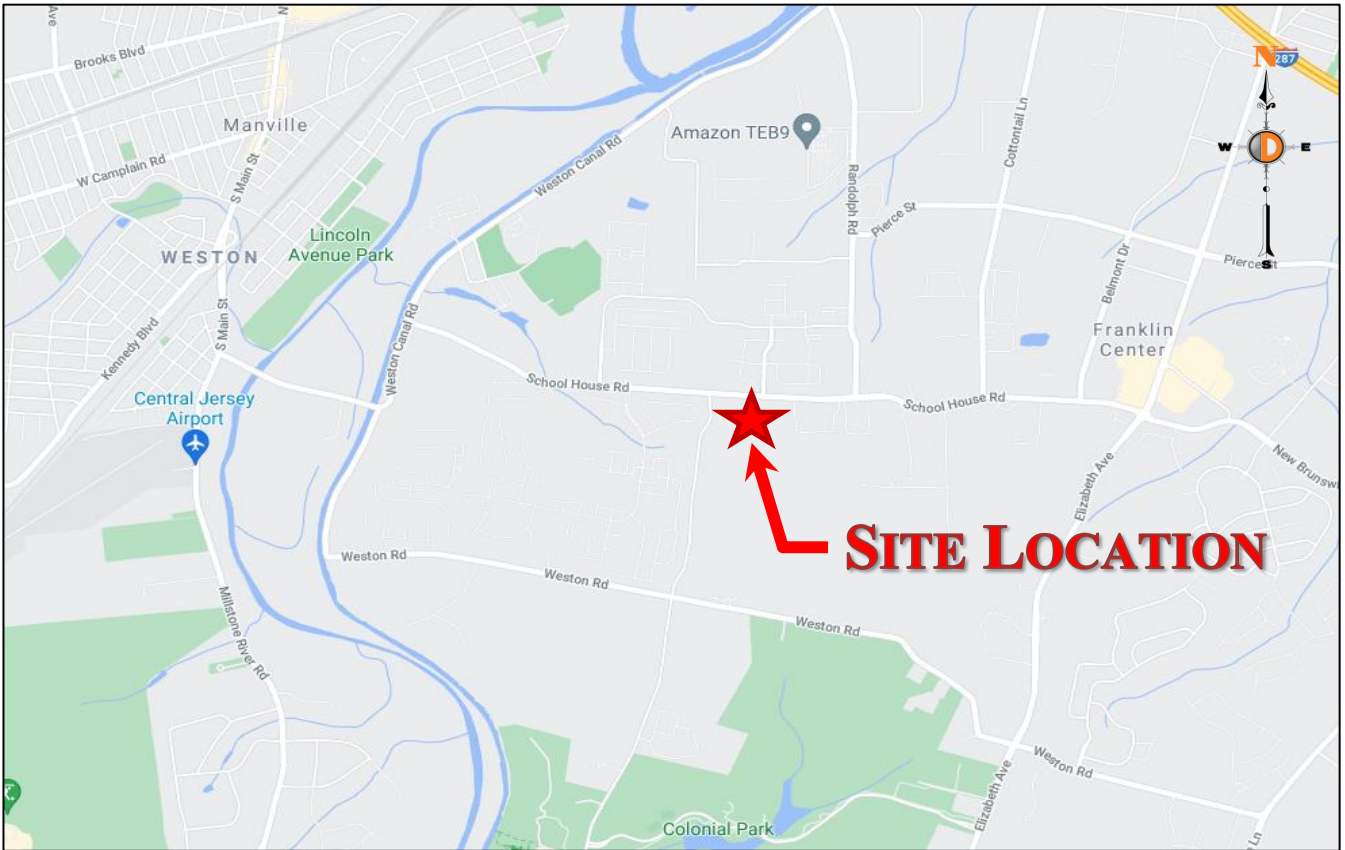 Ave
N
Brooks Blvd
N
287
Manville
Amazon TEB9
Cottontail Ln
W
D
E
W Camplain Rd
S Main St
Weston Canal Rd
Randolph Rd
Pierce St
Lincoln
Avenue Park
WESTON
Belmont Dr
Pierce St
S
S Main St
Kennedy Blvd
Weston Canal Rd
Franklin
Center
School House Rd
School House Rd
Central Jersey
Airport
New Brunsw
Elizabeth Ave
SITE LOCATION
Weston Rd
Weston Rd
Weston Rd
Millstone River Rd
Weston Rd
Elizabeth Ave
Colonial Park
e Ln